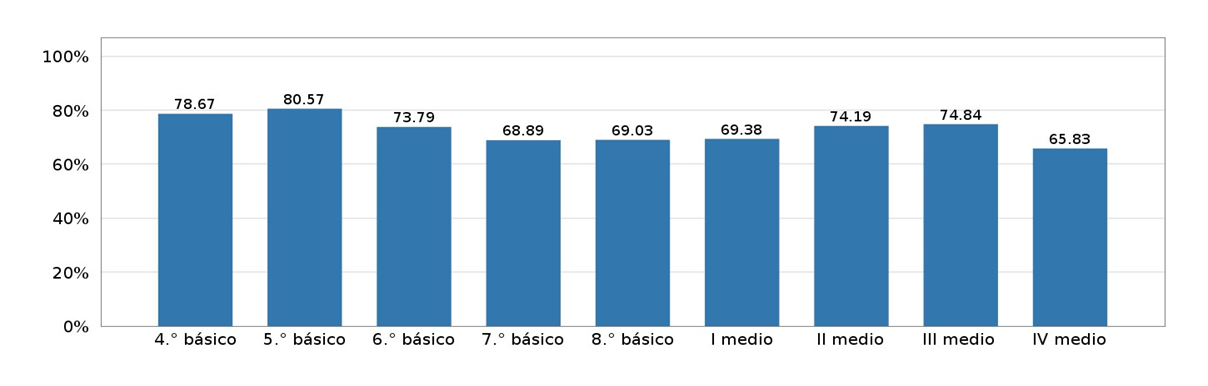 100%
80%
60%
40%
20%
0%
78.67
80.57
73.79
68.89
69.03
69.38
74.19
74.84
65.83
4.° básico
5.° básico
6.° básico
7.° básico
8.° básico
I medio
II medio
III medio
IV medio